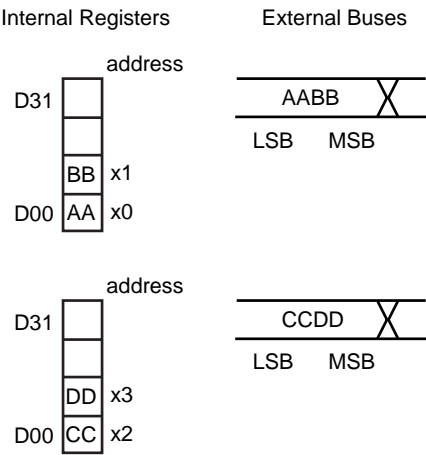 Internal Registers External Buses
address
D31 AABB
LSB MSB
BB x1
D00 AA x0
address
D31 CCDD
LSB MSB
DD x3
D00 CC x2